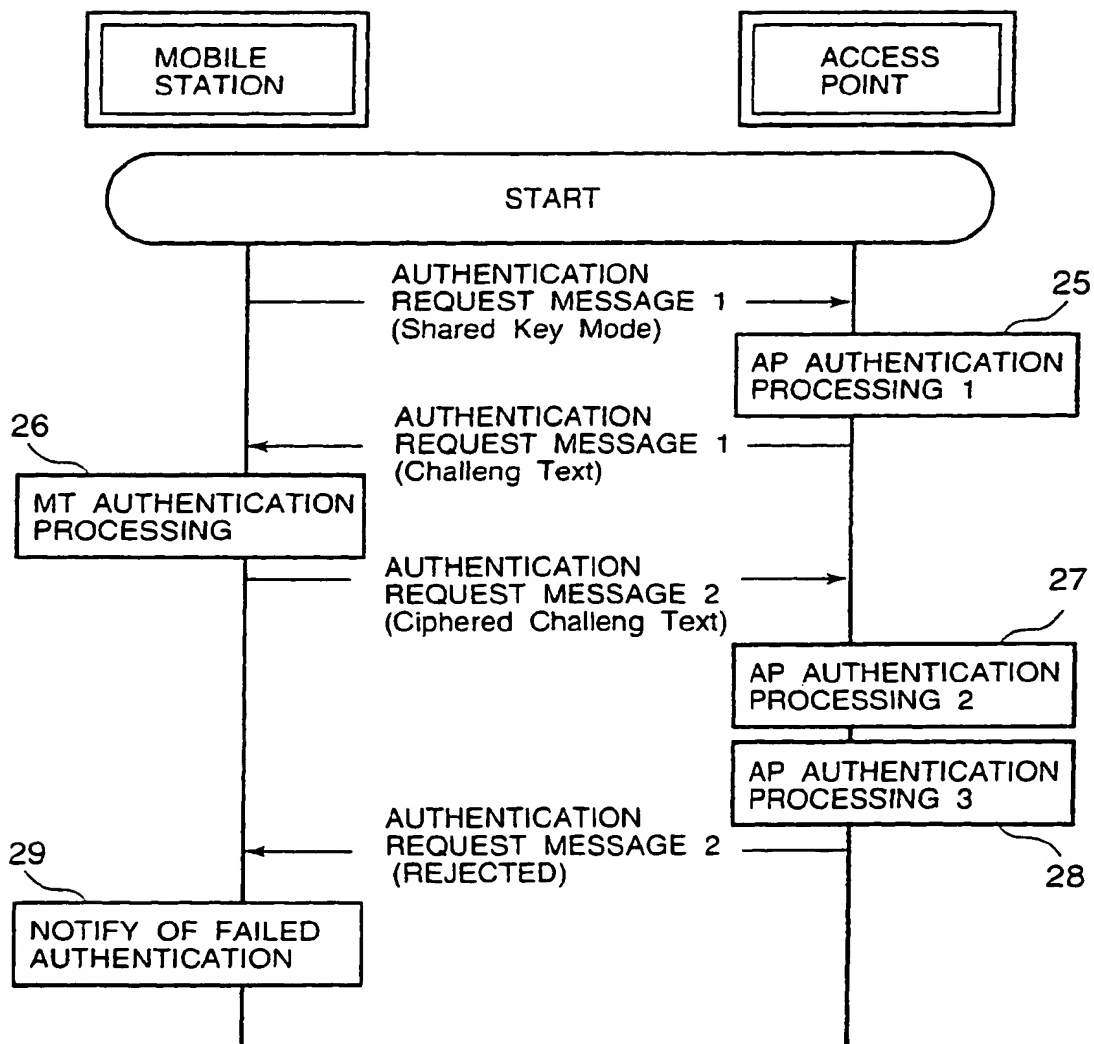 MOBILE
STATION
ACCESS
POINT
START
AUTHENTICATION
REQUEST MESSAGE 1
(Shared Key Mode)
25
AP AUTHENTICATION
PROCESSING 1
AUTHENTICATION
REQUEST MESSAGE 1
(Challeng Text)
26
MT AUTHENTICATION
PROCESSING
AUTHENTICATION
REQUEST MESSAGE 2
(Ciphered Challeng Text)
27
AP AUTHENTICATION
PROCESSING 2
AP AUTHENTICATION
PROCESSING 3
28
AUTHENTICATION
REQUEST MESSAGE 2
(REJECTED)
29
NOTIFY OF FAILED
AUTHENTICATION